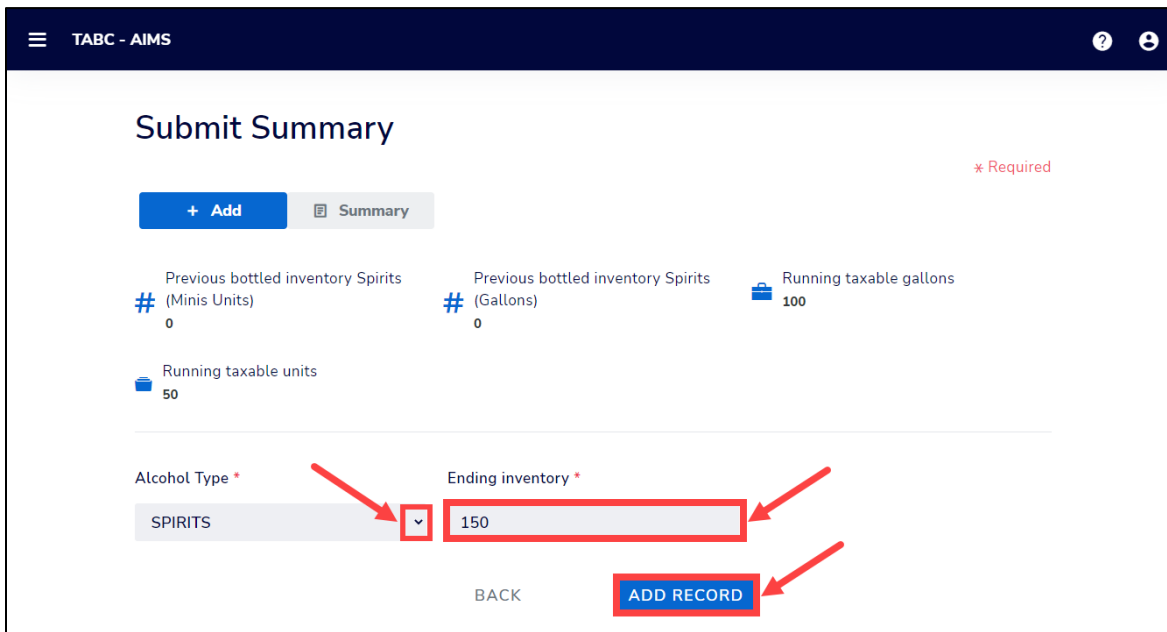 TABC - AIMS
Submit Summary
* Required
+ Add
Summary
Previous bottled inventory Spirits
(Minis Units)
0
Previous bottled inventory Spirits
(Gallons)
0
Running taxable gallons
100
Running taxable units
50
Alcohol Type *
Ending inventory *
SPIRITS
150
BACK
ADD RECORD